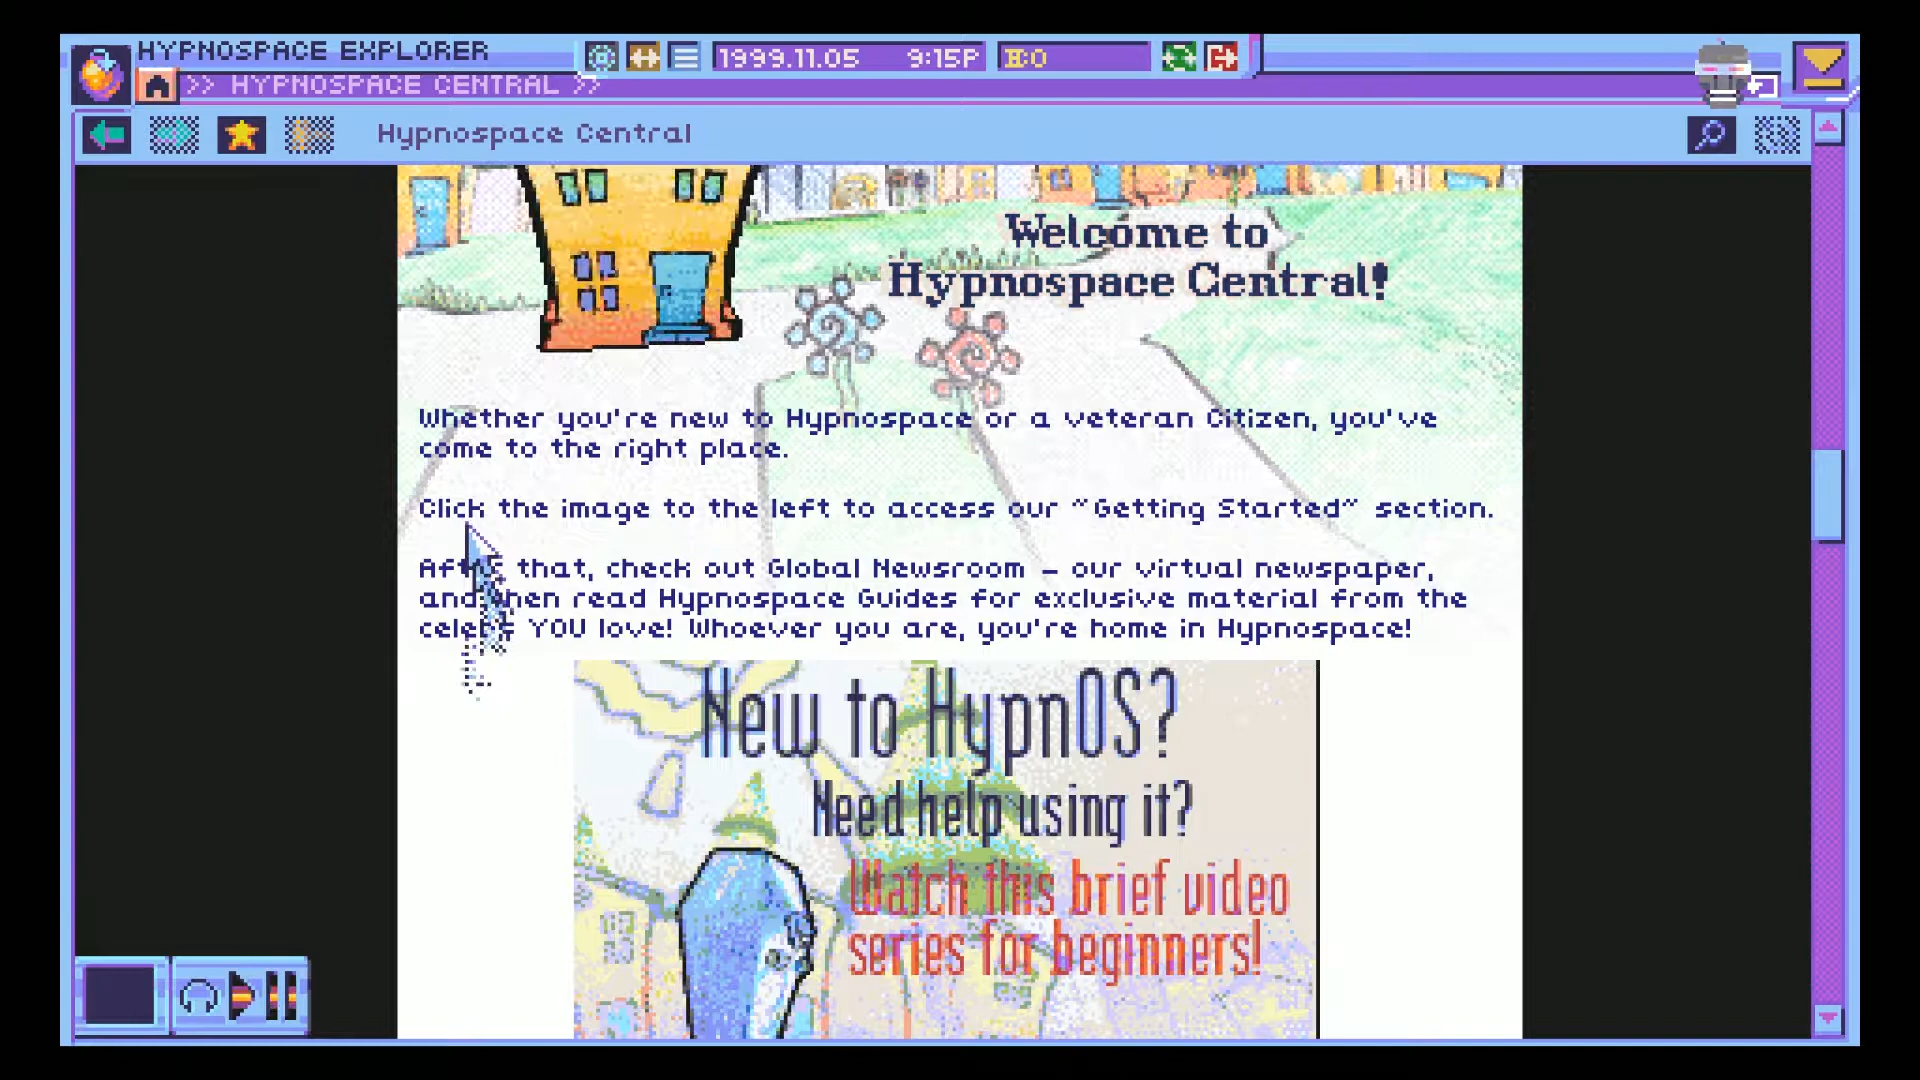 HYPNOSPACE EXPLORER
1999.11.05 9:15P
0
>> HYPNOSPACE CENTRAL >>
Hypnospace Central
Welcome to
Hypnospace Central!
Whether you're new to Hypnospace or a veteran Citizen, you've
come to the right place.
Click the image to the left to access our "Getting Started" section.
After that, check out Global Newsroom - our virtual newspaper,
and then read Hypnospace Guides for exclusive material from the
celebs YOU love! Whoever you are, you're home in Hypnospace!
New to HypnOS?
Need help using it?
Watch this brief video
series for beginners!